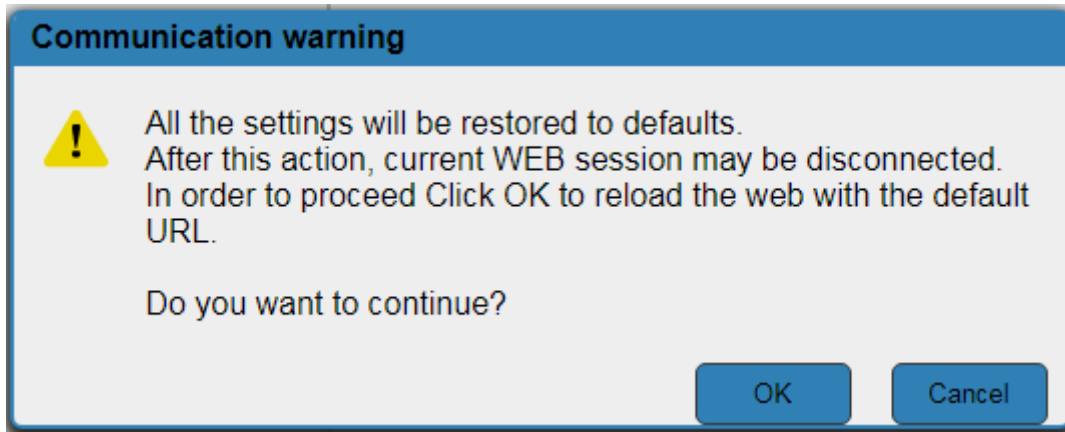 Communication warning
All the settings will be restored to defaults.
After this action, current WEB session may be disconnected.
In order to proceed Click OK to reload the web with the default
URL.
Do you want to continue?
OK
Cancel